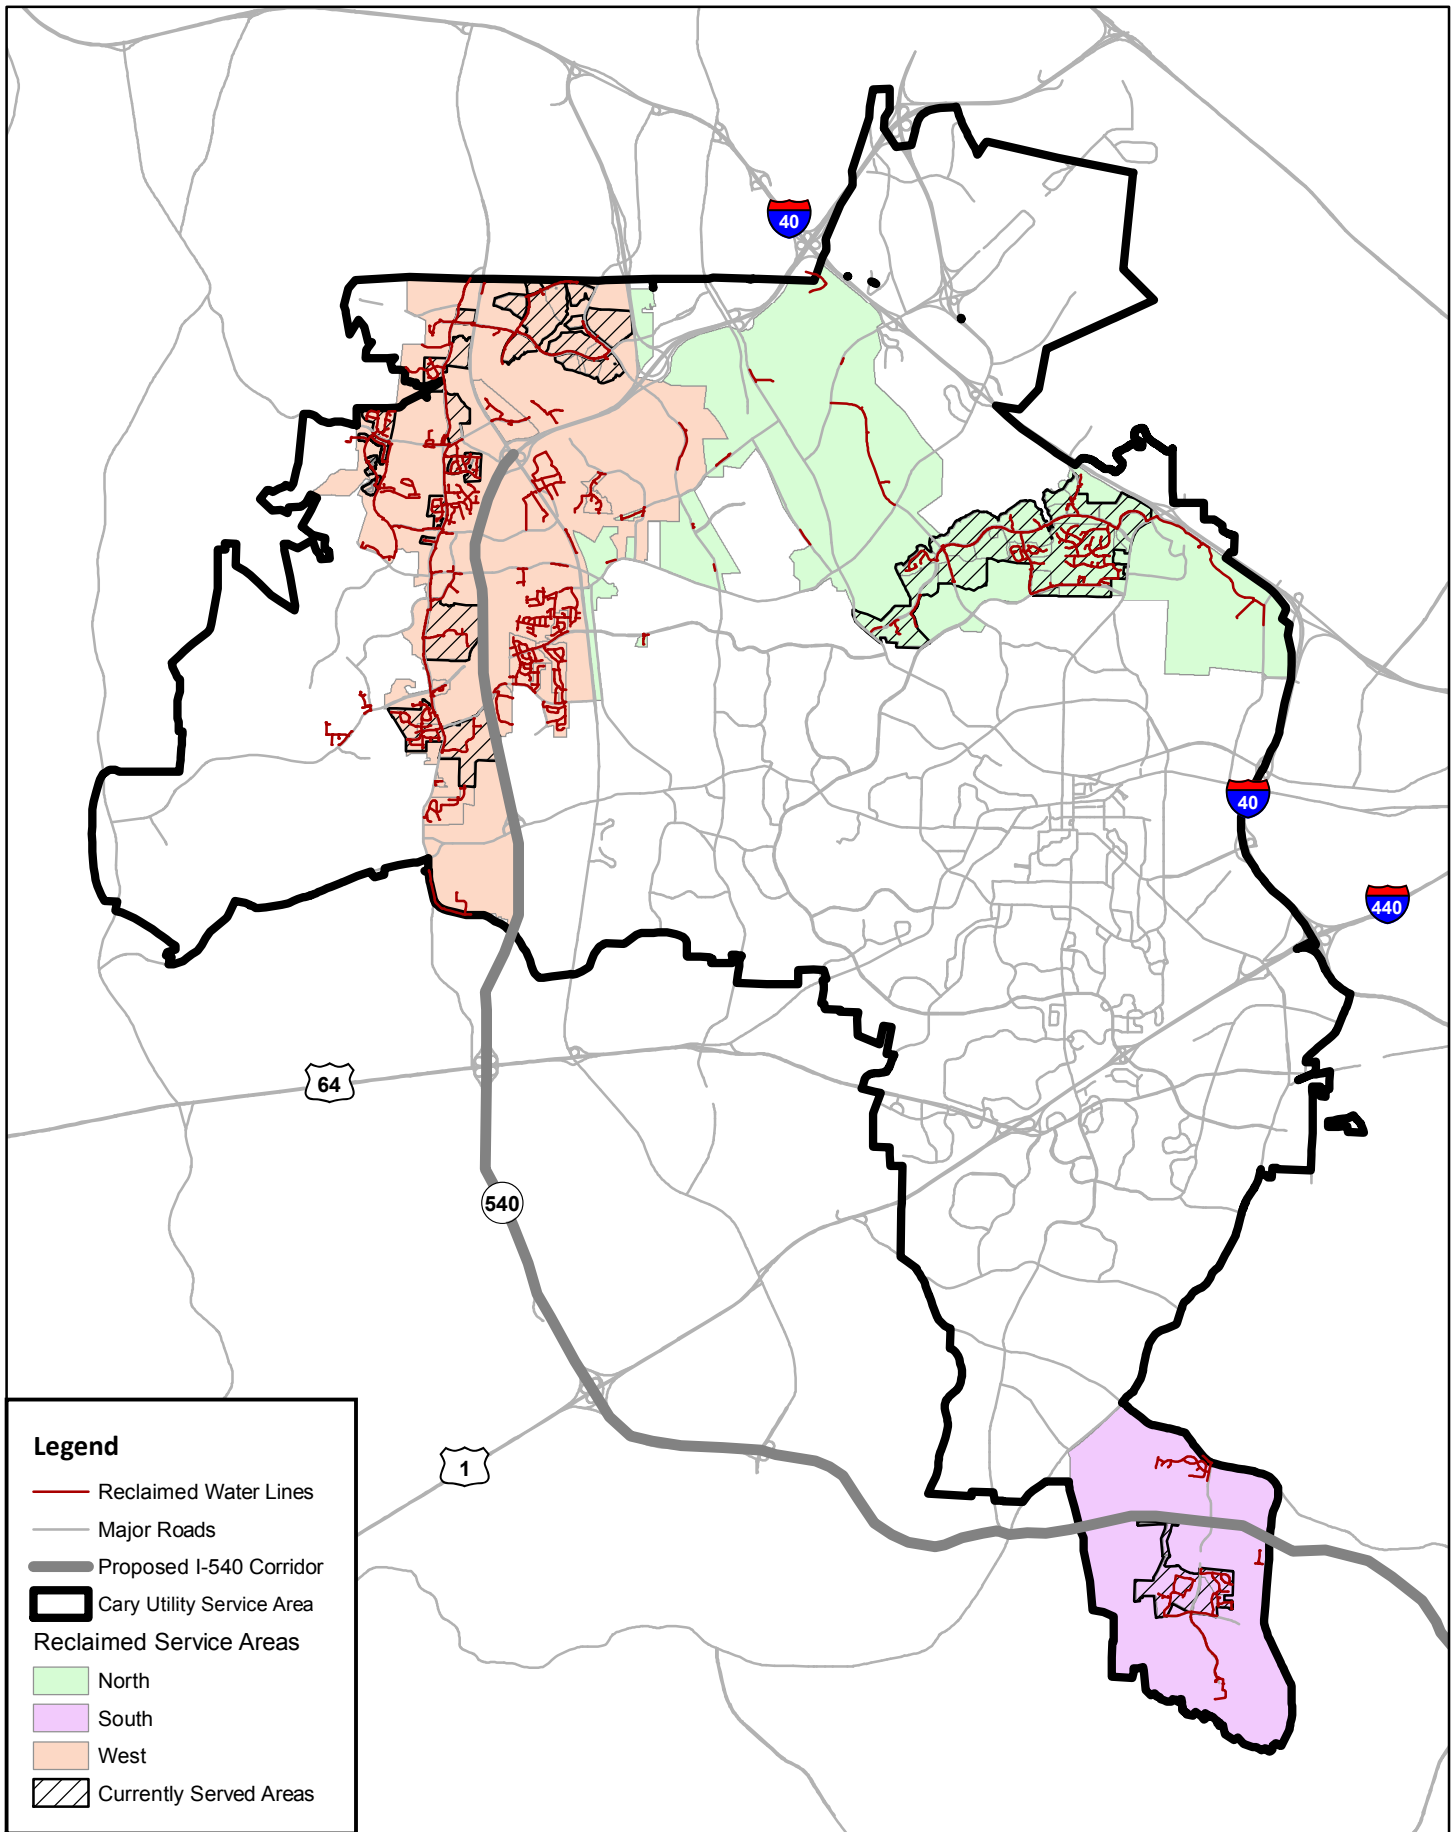 40
40
440
64
540
1
Legend
Reclaimed Water Lines
Major Roads
Proposed I-540 Corridor
Cary Utility Service Area
Reclaimed Service Areas
North
South
West
Currently Served Areas